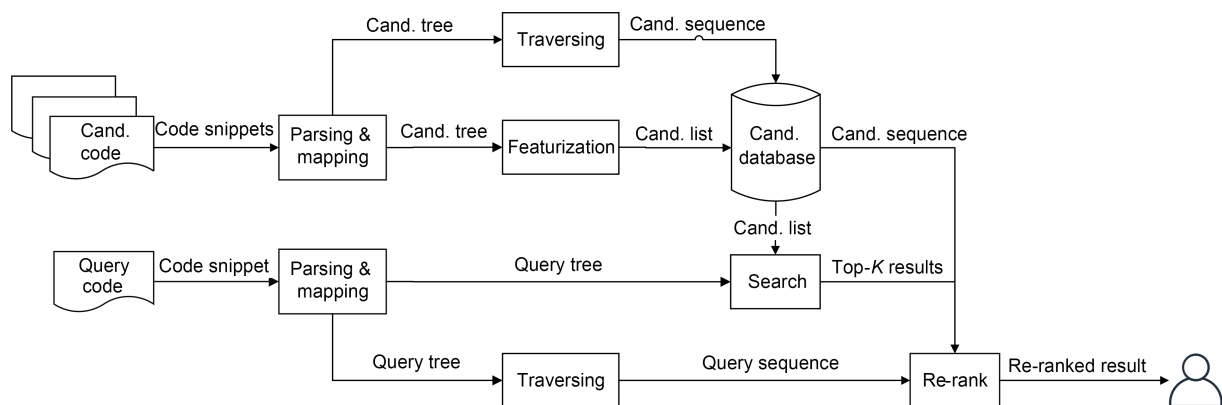 Cand. tree
Traversing
Cand. sequence
Cand.
code
Code snippets
Parsing &
mapping
Cand. tree
Featurization
Cand. list
Cand.
database
Cand. sequence
Cand. list
Query
code
Code snippet
Parsing &
mapping
Query tree
Search
Top-K results
Query tree
Traversing
Query sequence
Re-rank
Re-ranked result